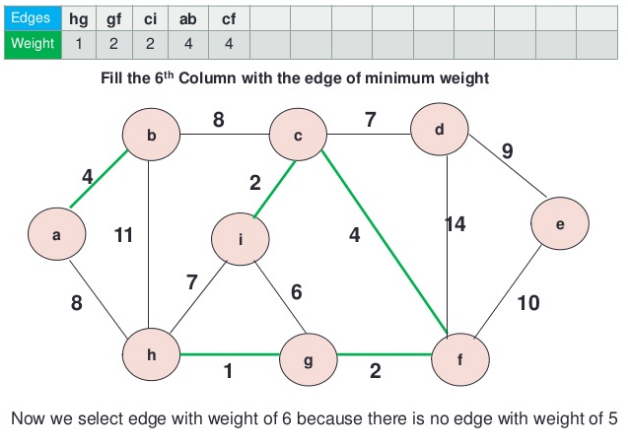 Edges hg gf ci ab cf
Weight 1 2 2 4 4
Fill the 6th Column with the edge of minimum weight
b 8 c 7 d
9
4
2
a 11 i 4 14 e
7 6
8 10
h g f
1 2
Now we select edge with weight of 6 because there is no edge with weight of 5